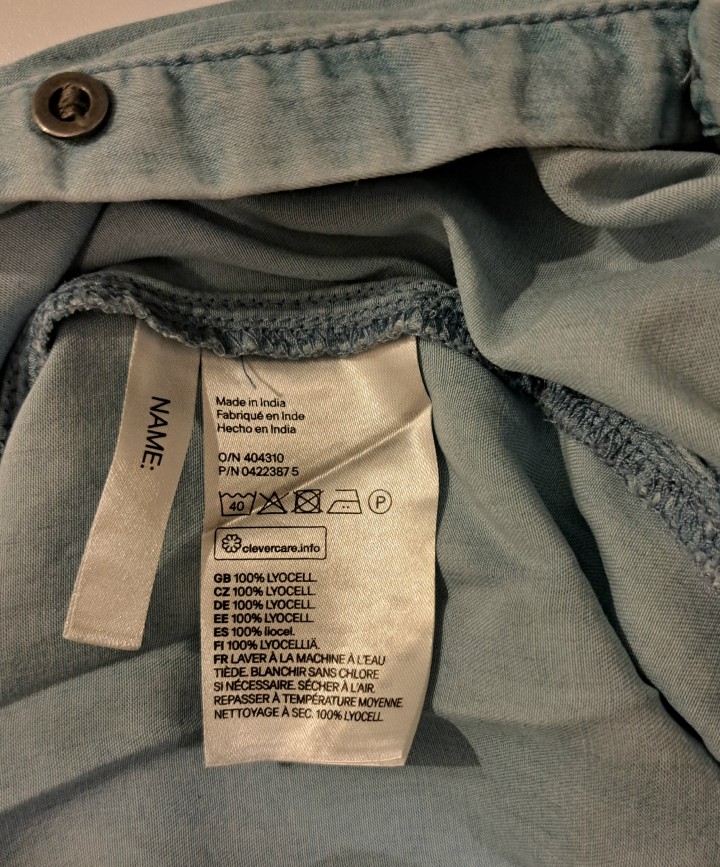 NAME:
Made in India
Fabriqué en Inde
Hecho en India
O/N 404310
P/N 0422387 5
40 P
clevercare.info
GB 100% LYOCELL.
CZ 100% LYOCELL.
DE 100% LYOCELL.
EE 100% LYOCELL.
ES 100% liocel.
FI 100% LYOCELLIÄ.
FR LAVER À LA MACHINE À L'EAU
TIÈDE. BLANCHIR SANS CHLORE
SI NÉCESSAIRE. SÉCHER À L'AIR.
REPASSER À TEMPÉRATURE MOYENNE
NETTOYAGE À SEC. 100% LYOCELL